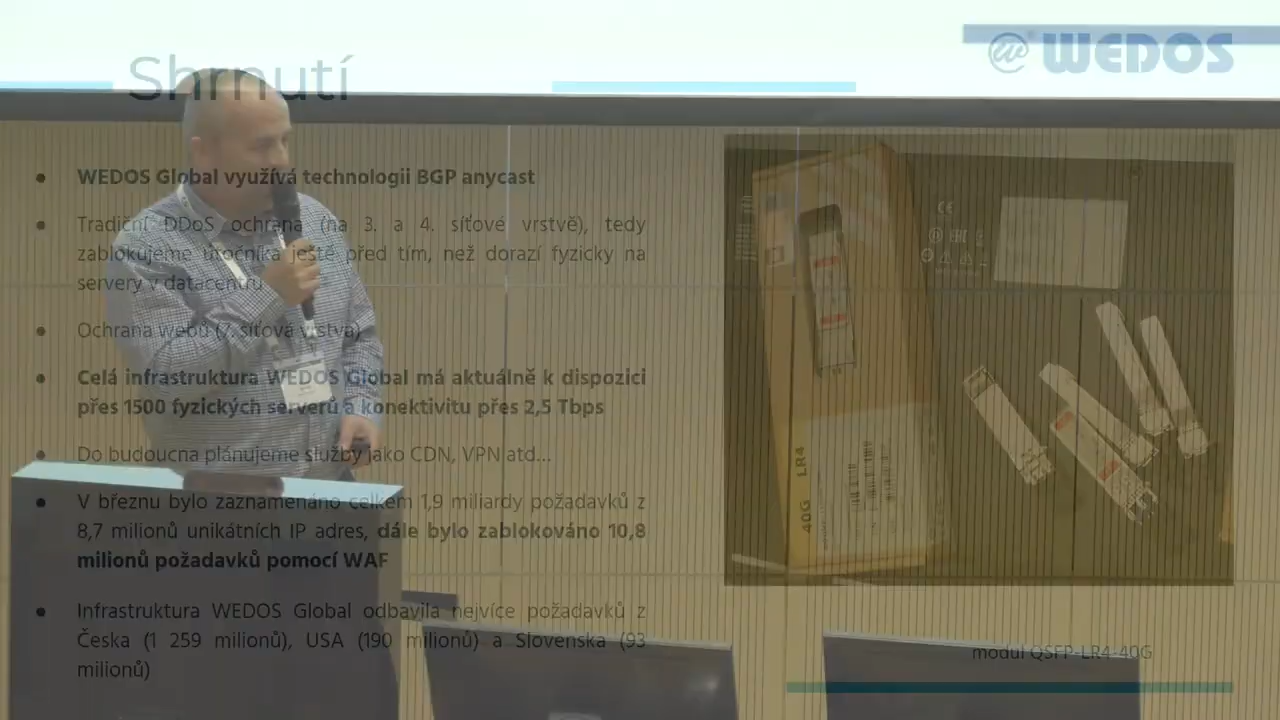 Shrnutí
WEDOS
WEDOS Global využívá technologii BGP anycast
Tradiční DDoS ochrana (na 3. a 4. síťové vrstvě), tedy
zablokujeme útočníka ještě před tím, než dorazí fyzicky na
servery v datacentru
Ochrana webů (7. síťová vrstva)
Celá infrastruktura WEDOS Global má aktuálně k dispozici
přes 1500 fyzických serverů a konektivitu přes 2,5 Tbps
Do budoucna plánujeme služby jako CDN, VPN atd...
V březnu bylo zaznamenáno celkem 1,9 miliardy požadavků z
8,7 milionů unikátních IP adres, dále bylo zablokováno 10,8
milionů požadavků pomocí WAF
Infrastruktura WEDOS Global odbavila nejvíce požadavků z
Česka (1 259 milionů), USA (190 milionů) a Slovenska (93
milionů)
40G LR4
CE
EAC
modul QSFP-LR4-40G